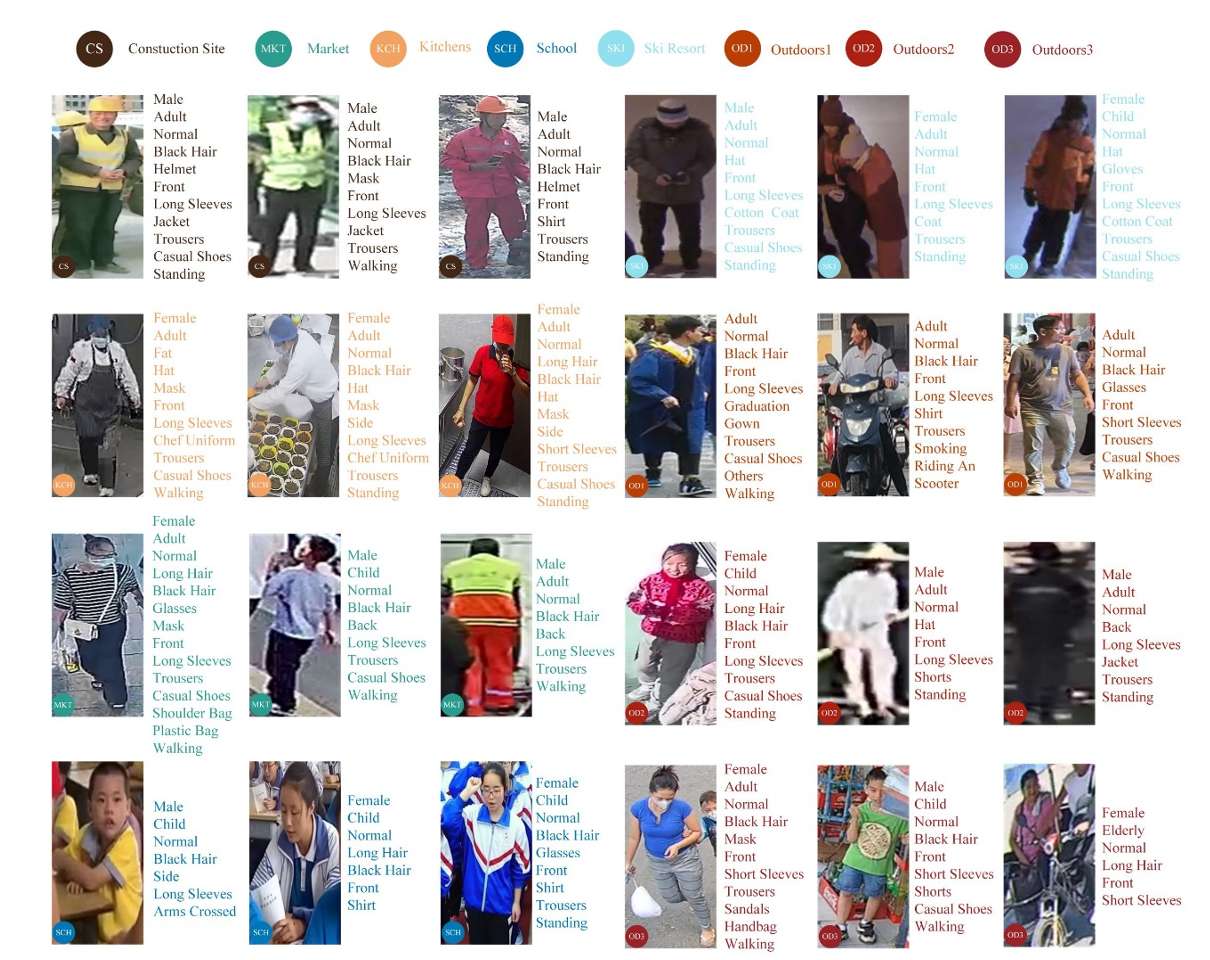 CS Constuction Site MKT Market KCH Kitchens SCH School SKI Ski Resort OD1 Outdoors1 OD2 Outdoors2 OD3 Outdoors3
Male
Adult
Normal
Black Hair
Helmet
Front
Long Sleeves
Jacket
Trousers
Casual Shoes
Standing
CS
Male
Adult
Normal
Black Hair
Mask
Front
Long Sleeves
Jacket
Trousers
Walking
CS
Male
Adult
Normal
Black Hair
Helmet
Front
Shirt
Trousers
Standing
CS
Male
Adult
Normal
Hat
Front
Long Sleeves
Cotton Coat
Trousers
Casual Shoes
Standing
SKI
Female
Adult
Normal
Hat
Front
Long Sleeves
Coat
Trousers
Standing
SKI
Female
Child
Normal
Hat
Gloves
Front
Long Sleeves
Cotton Coat
Trousers
Casual Shoes
Standing
SKI
Female
Adult
Fat
Hat
Mask
Front
Long Sleeves
Chef Uniform
Trousers
Casual Shoes
Walking
KCH
Female
Adult
Normal
Black Hair
Hat
Mask
Side
Long Sleeves
Chef Uniform
Trousers
Standing
KCH
Female
Adult
Normal
Long Hair
Black Hair
Hat
Mask
Side
Short Sleeves
Trousers
Casual Shoes
Standing
KCH
Adult
Normal
Black Hair
Front
Long Sleeves
Graduation
Gown
Trousers
Casual Shoes
Others
Walking
OD1
Adult
Normal
Black Hair
Front
Long Sleeves
Shirt
Trousers
Smoking
Riding An
Scooter
OD1
Adult
Normal
Black Hair
Glasses
Front
Short Sleeves
Trousers
Casual Shoes
Walking
OD1
Female
Adult
Normal
Long Hair
Black Hair
Glasses
Mask
Front
Long Sleeves
Trousers
Casual Shoes
Shoulder Bag
Plastic Bag
Walking
MKT
Male
Child
Normal
Black Hair
Back
Long Sleeves
Trousers
Casual Shoes
Walking
MKT
Male
Adult
Normal
Black Hair
Back
Long Sleeves
Trousers
Walking
MKT
Female
Child
Normal
Long Hair
Black Hair
Front
Long Sleeves
Trousers
Casual Shoes
Standing
OD2
Male
Adult
Normal
Hat
Front
Long Sleeves
Shorts
Standing
OD2
Male
Adult
Normal
Back
Long Sleeves
Jacket
Trousers
Standing
OD2
Male
Child
Normal
Black Hair
Side
Long Sleeves
Arms Crossed
SCH
Female
Child
Normal
Long Hair
Black Hair
Front
Shirt
SCH
Female
Child
Normal
Black Hair
Glasses
Front
Shirt
Trousers
Standing
SCH
Female
Adult
Normal
Black Hair
Mask
Front
Short Sleeves
Trousers
Sandals
Handbag
Walking
OD3
Male
Child
Normal
Black Hair
Front
Short Sleeves
Shorts
Casual Shoes
Walking
OD3
Female
Elderly
Normal
Long Hair
Front
Short Sleeves
OD3